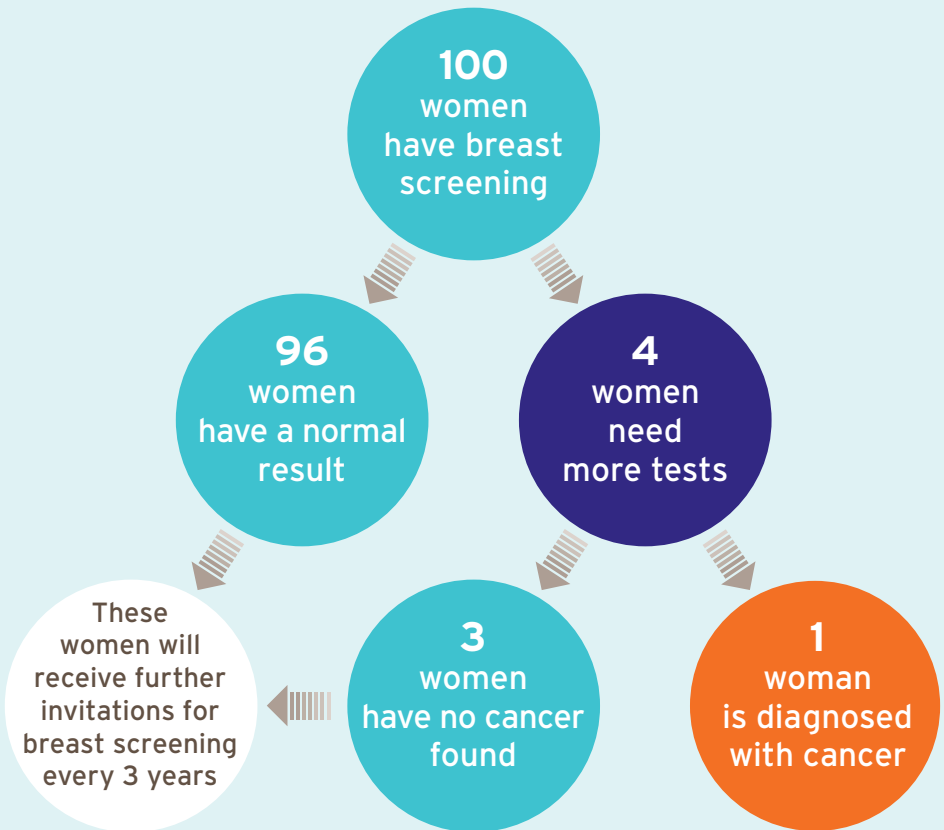 100
women
have breast
screening
96
women
have a normal
result
4
women
need
more tests
These
women will
receive further
invitations for
breast screening
every 3 years
3
women
have no cancer
found
1
woman
is diagnosed
with cancer